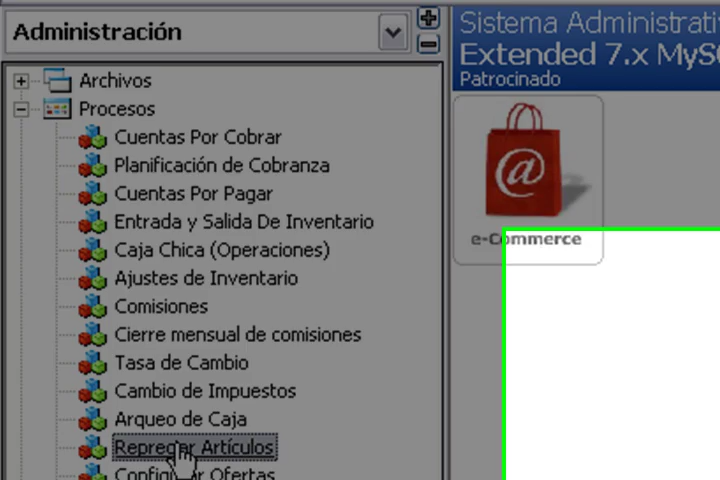 Administración
Archivos
Procesos
Cuentas Por Cobrar
Planificación de Cobranza
Cuentas Por Pagar
Entrada y Salida De Inventario
Caja Chica (Operaciones)
Ajustes de Inventario
Comisiones
Cierre mensual de comisiones
Tasa de Cambio
Cambio de Impuestos
Arqueo de Caja
Repreciar Artículos
Configurar Ofertas
Sistema Administrati
Extended 7.x MyS
Patrocinado
@
e-Commerce